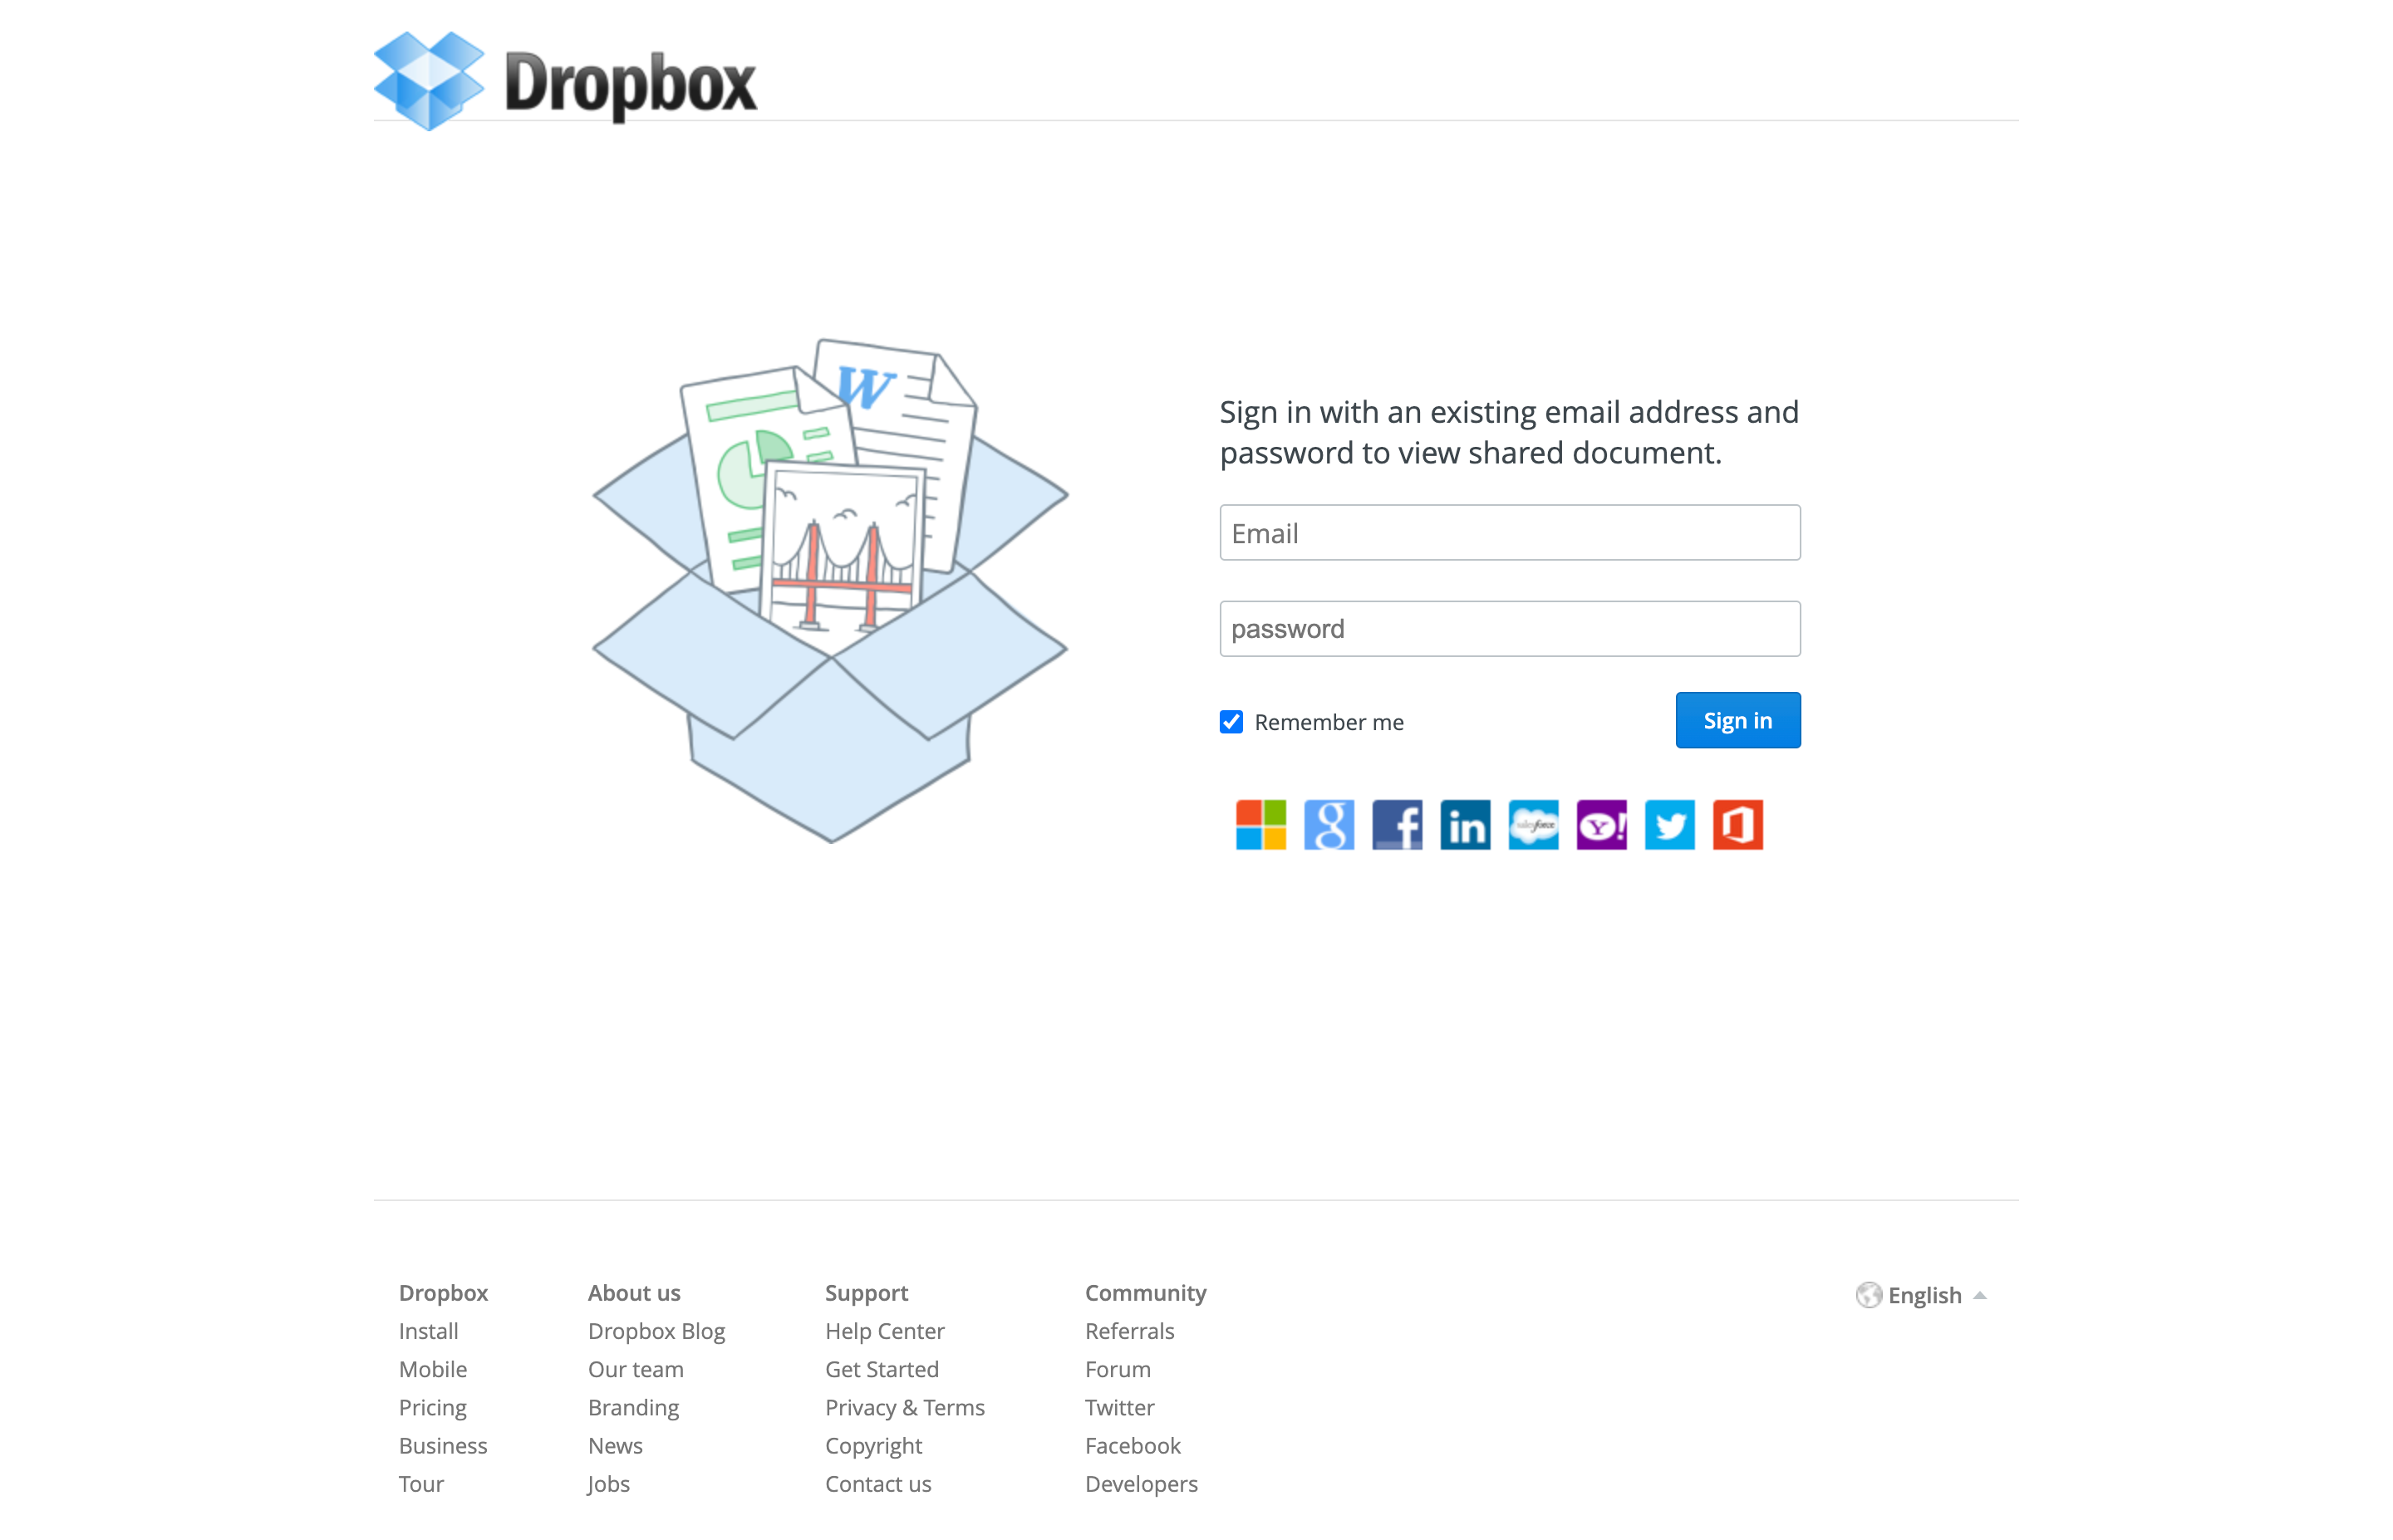 Dropbox
W
Sign in with an existing email address and
password to view shared document.
Email
password
Remember me
Sign in
g
f
in
salesforce
Y!
Dropbox
Install
Mobile
Pricing
Business
Tour
About us
Dropbox Blog
Our team
Branding
News
Jobs
Support
Help Center
Get Started
Privacy & Terms
Copyright
Contact us
Community
Referrals
Forum
Twitter
Facebook
Developers
English